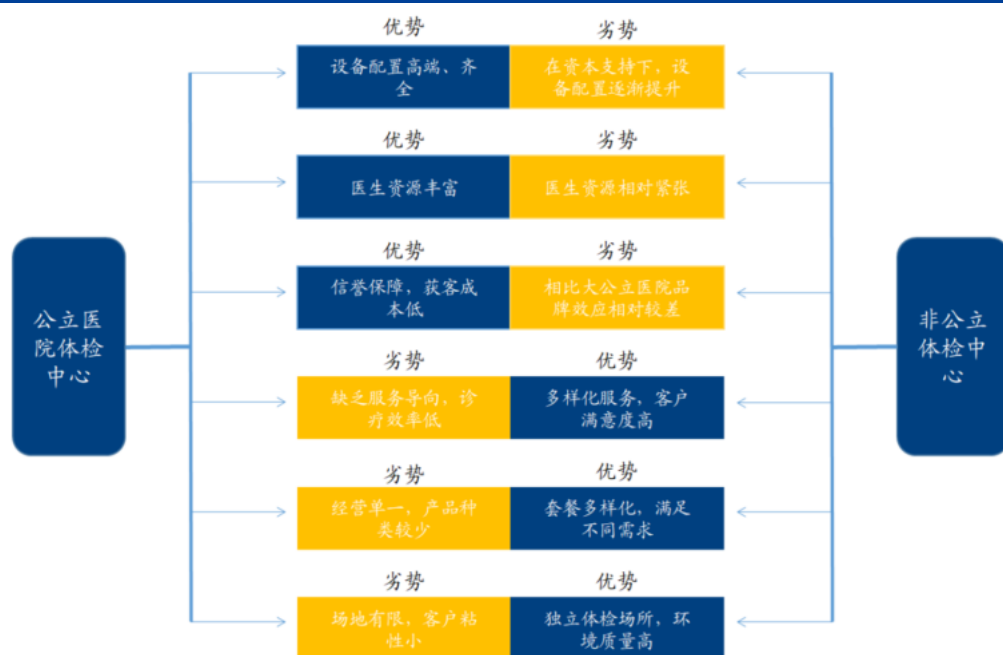 优势
劣势
设备配置高端、齐
全
在资本支持下，设
备配置逐渐提升
优势
劣势
医生资源丰富
医生资源相对紧张
优势
劣势
信誉保障，获客成
本低
相比大公立医院品
牌效应相对较差
公立医
院体检
中心
非公立
体检中
心
劣势
优势
缺乏服务导向，诊
疗效率低
多样化服务，客户
满意度高
劣势
优势
经营单一，产品种
类较少
套餐多样化，满足
不同需求
劣势
优势
场地有限，客户粘
性小
独立体检场所，环
境质量高